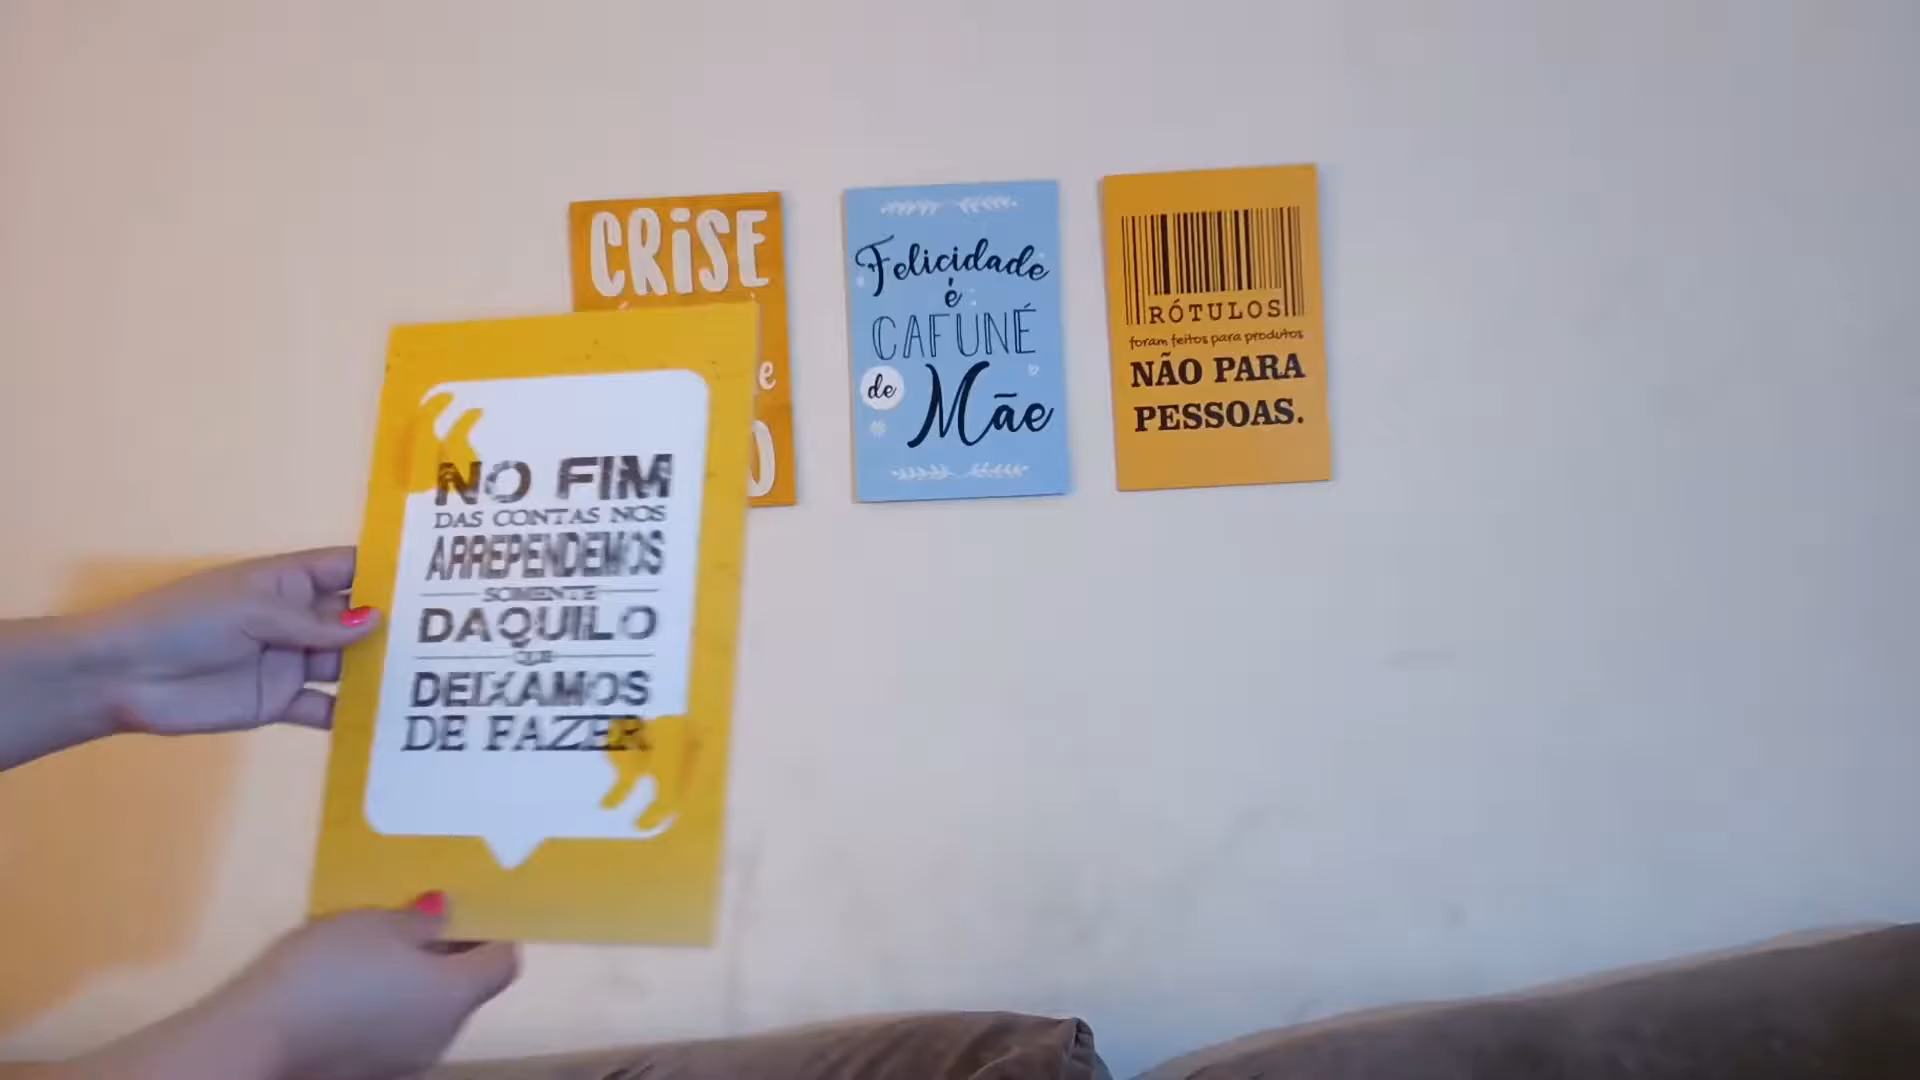 CRiSE
e
O
Felicidade
é
CAFUNÉ
de Mãe
RÓTULOS
foram feitos para produtos
NÃO PARA
PESSOAS.
NO FIM
DAS CONTAS NOS
ARREPENDEMOS
SOMENTE
DAQUILO
QUE
DEIXAMOS
DE FAZER